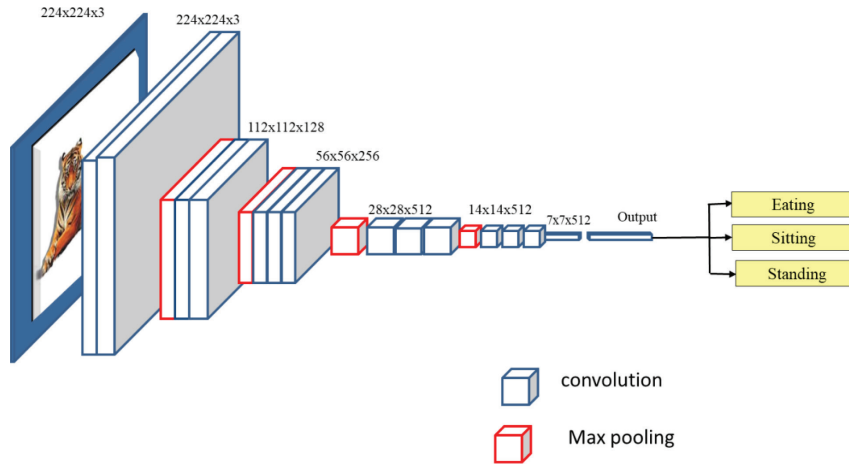 224x224x3
224x224x3
112x112x128
56x56x256
28x28x512
14x14x512
7x7x512
Output
Eating
Sitting
Standing
convolution
Max pooling